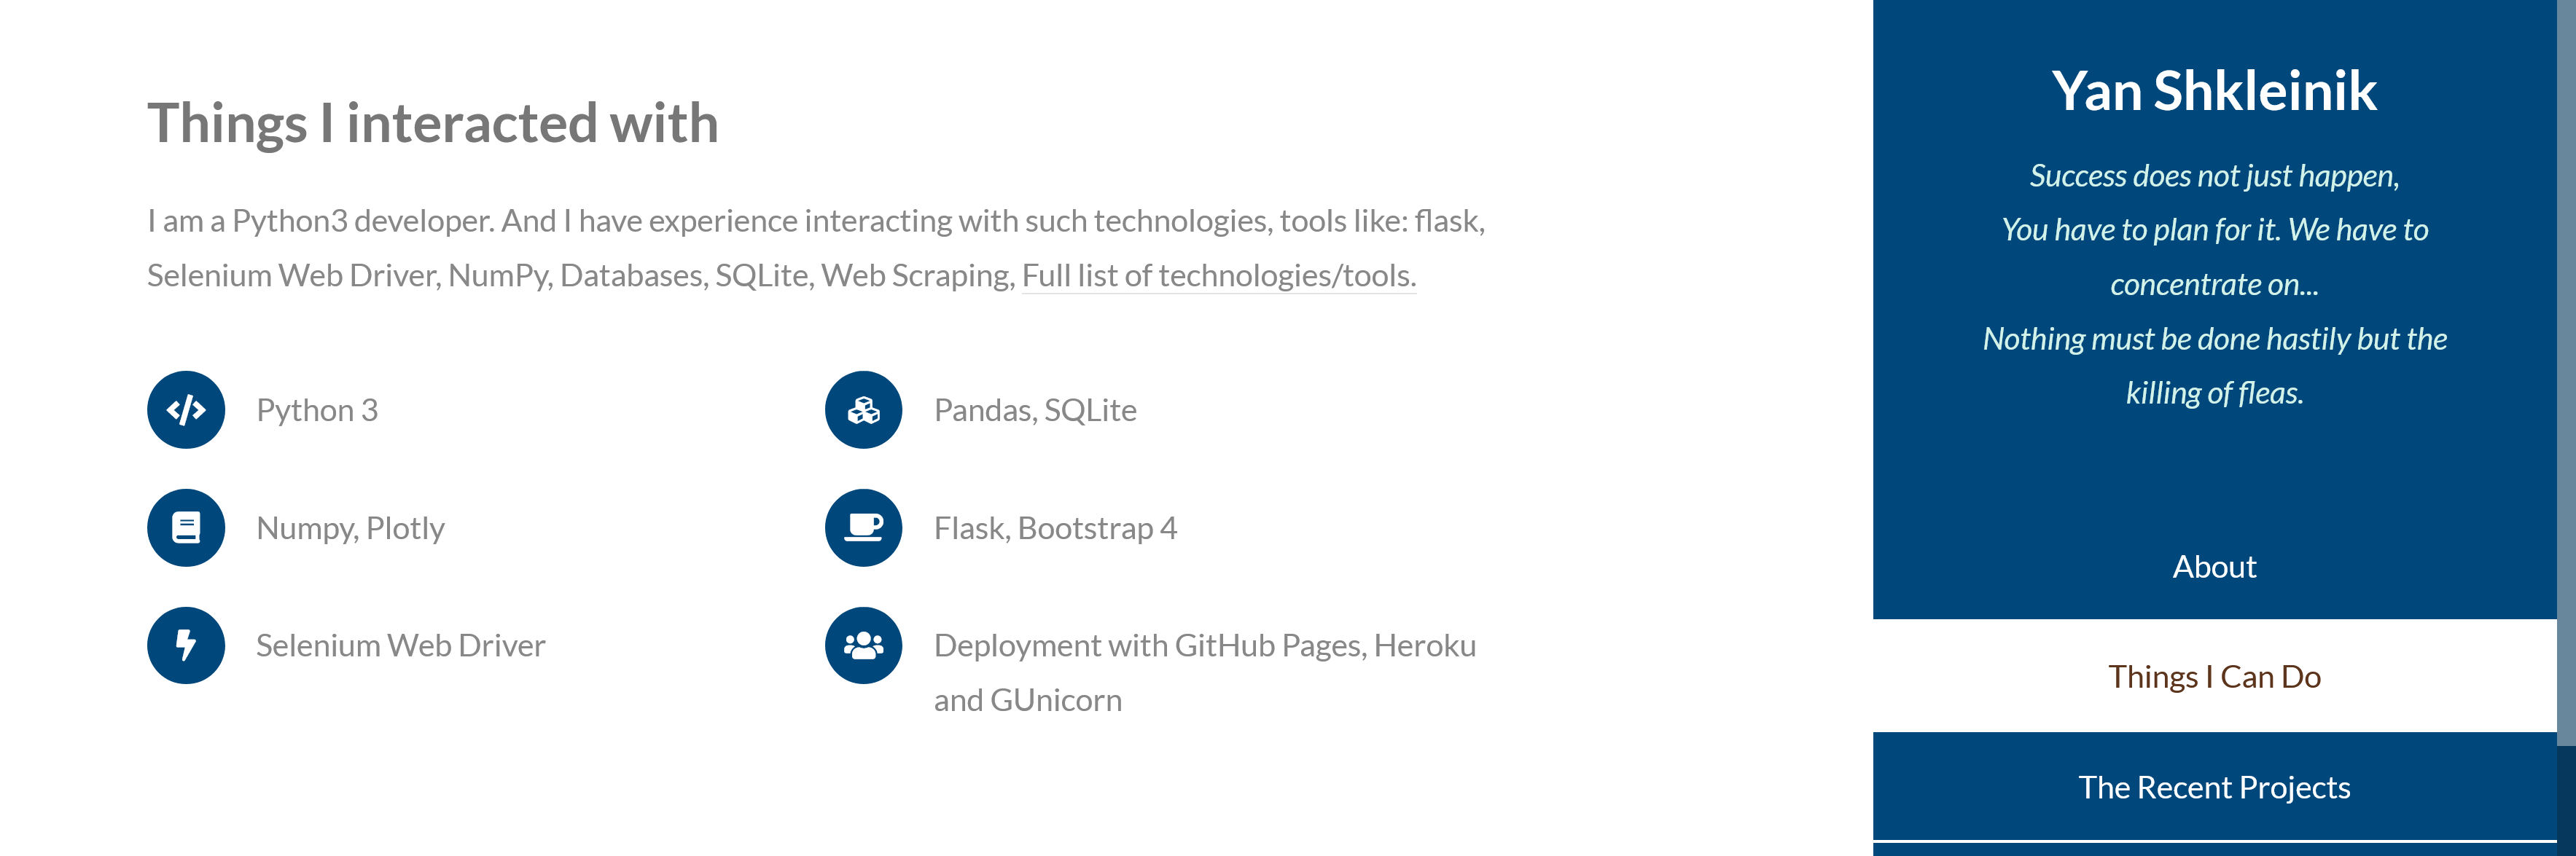 Things I interacted with
I am a Python3 developer. And I have experience interacting with such technologies, tools like: flask,
Selenium Web Driver, NumPy, Databases, SQLite, Web Scraping, Full list of technologies/tools.
Python 3
Pandas, SQLite
Numpy, Plotly
Flask, Bootstrap 4
Selenium Web Driver
Deployment with GitHub Pages, Heroku
and GUnicorn
Yan Shkleinik
Success does not just happen,
You have to plan for it. We have to
concentrate on...
Nothing must be done hastily but the
killing of fleas.
About
Things I Can Do
The Recent Projects